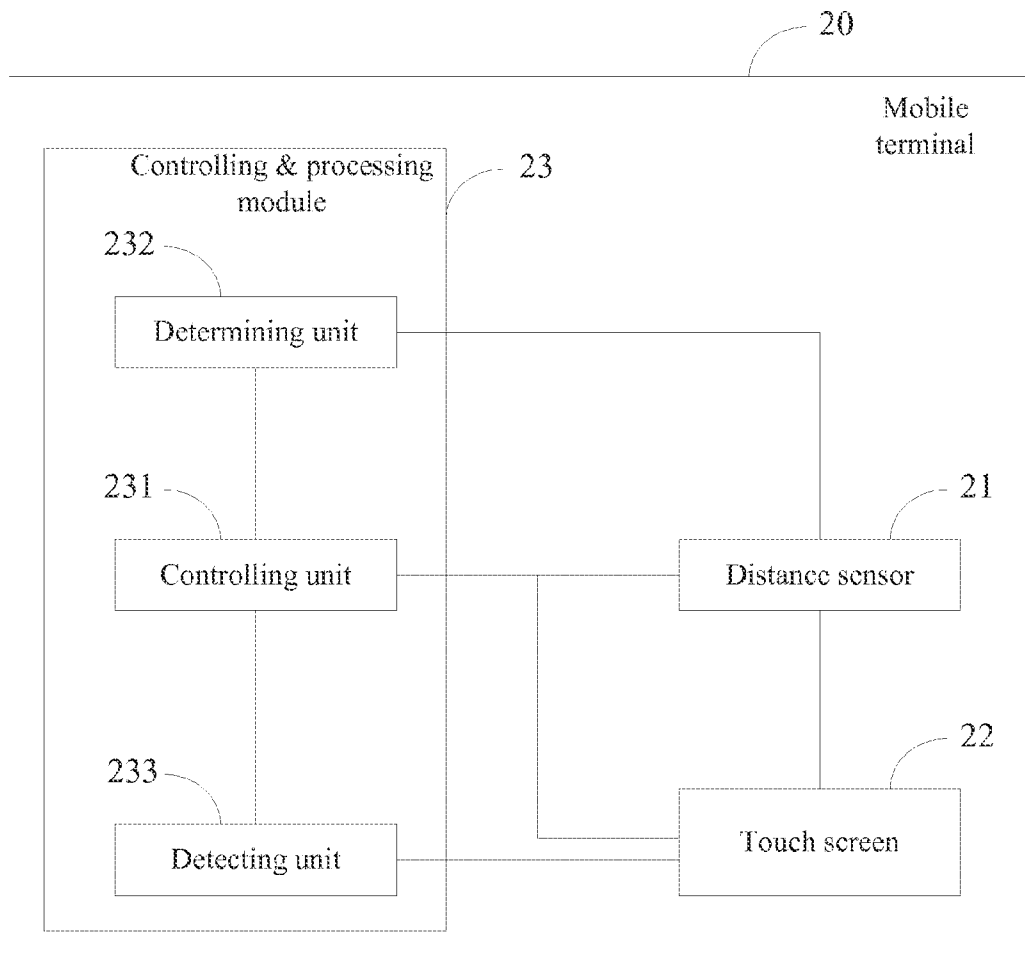 20
Mobile
terminal
Controlling & processing
module
23
232
Determining unit
231
Controlling unit
21
Distance sensor
22
Touch screen
233
Detecting unit